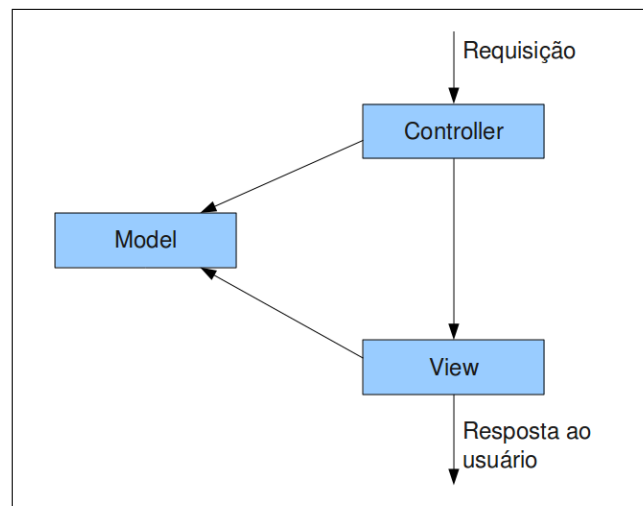 Requisição
Controller
Model
View
Resposta ao
usuário